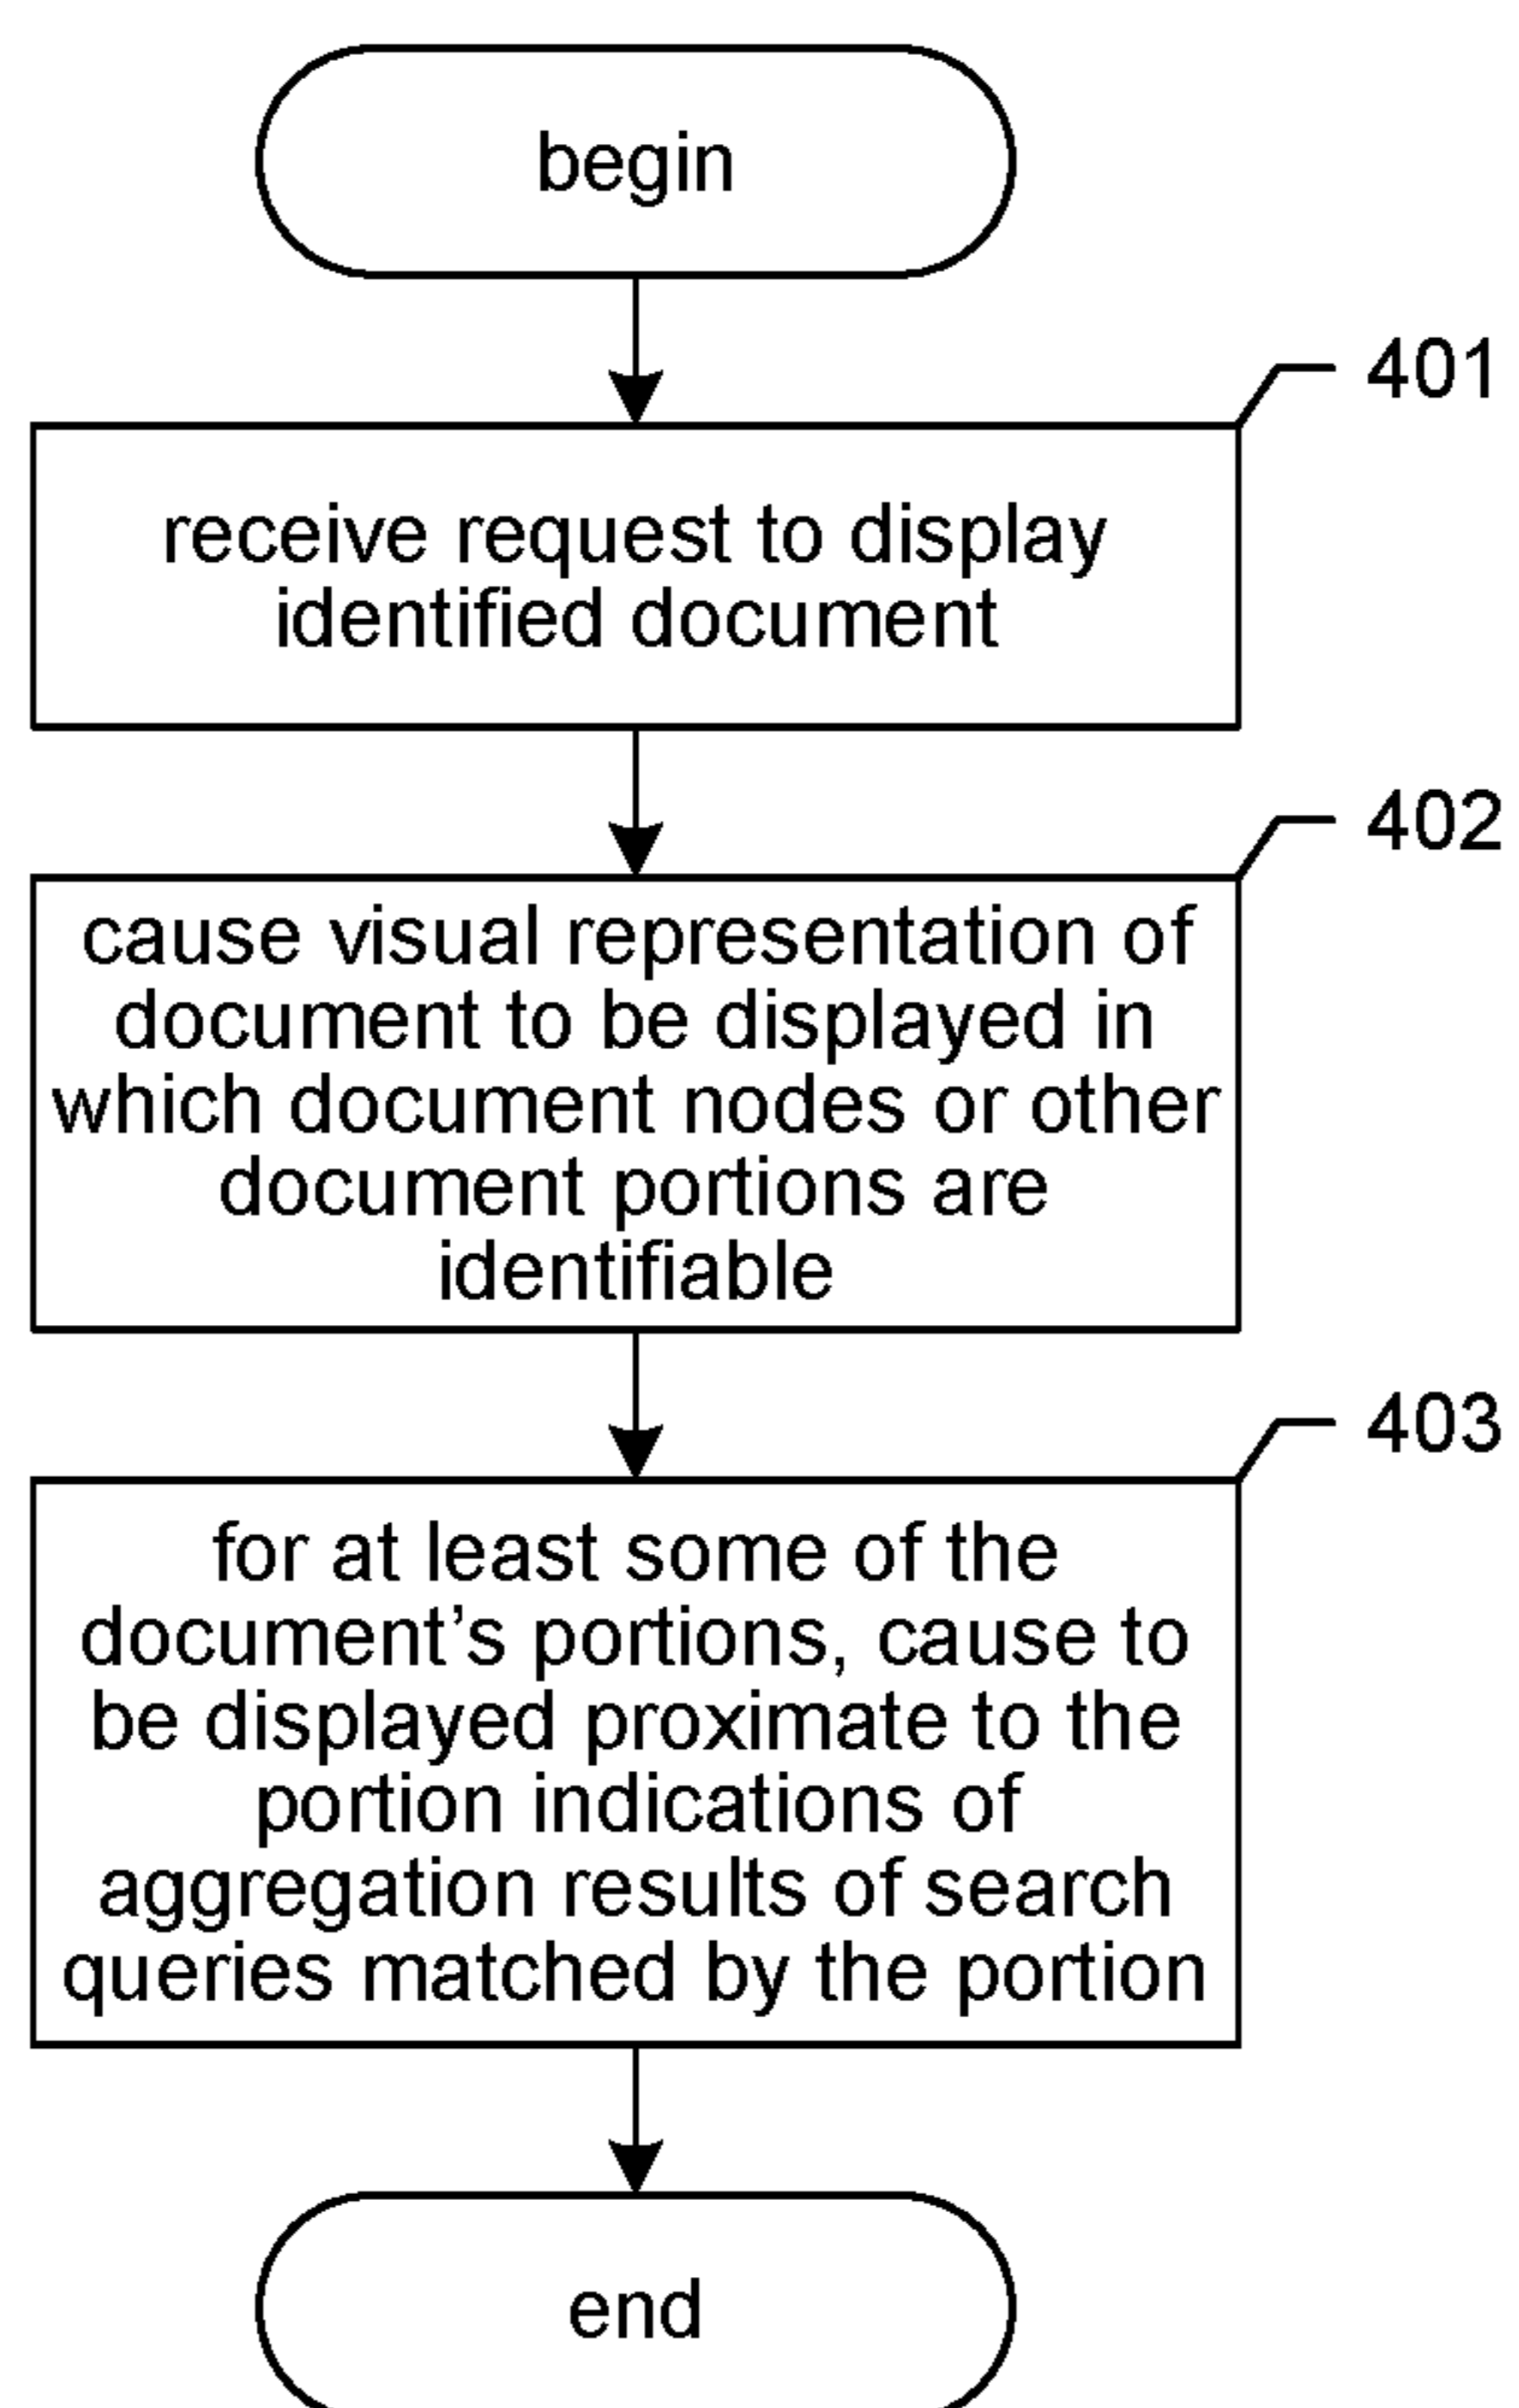 begin
401
receive request to display
identified document
402
cause visual representation of
document to be displayed in
which document nodes or other
document portions are
identifiable
403
for at least some of the
document’s portions, cause to
be displayed proximate to the
portion indications of
aggregation results of search
queries matched by the portion
end